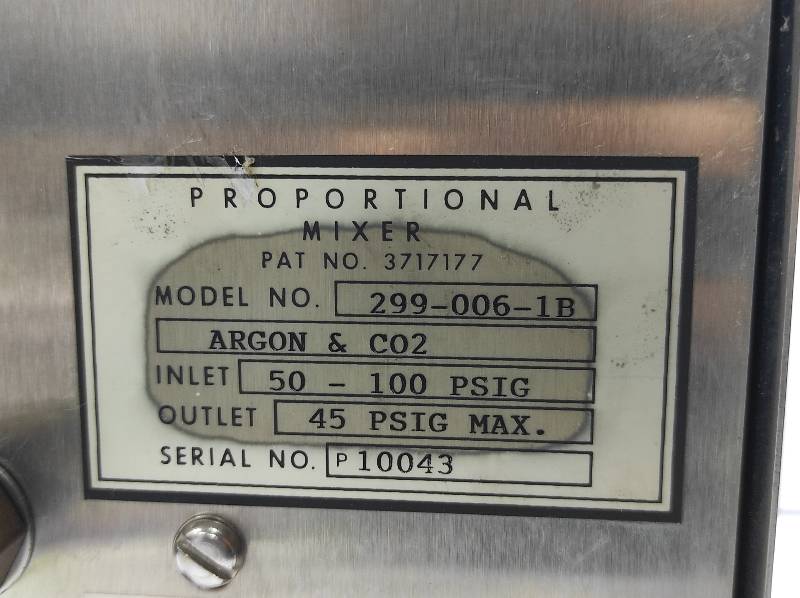 PROPORTIONAL
MIXER
PAT NO. 3717177
MODEL NO. 299-006-1B
ARGON & CO2
INLET 50 - 100 PSIG
OUTLET 45 PSIG MAX.
SERIAL NO. P10043